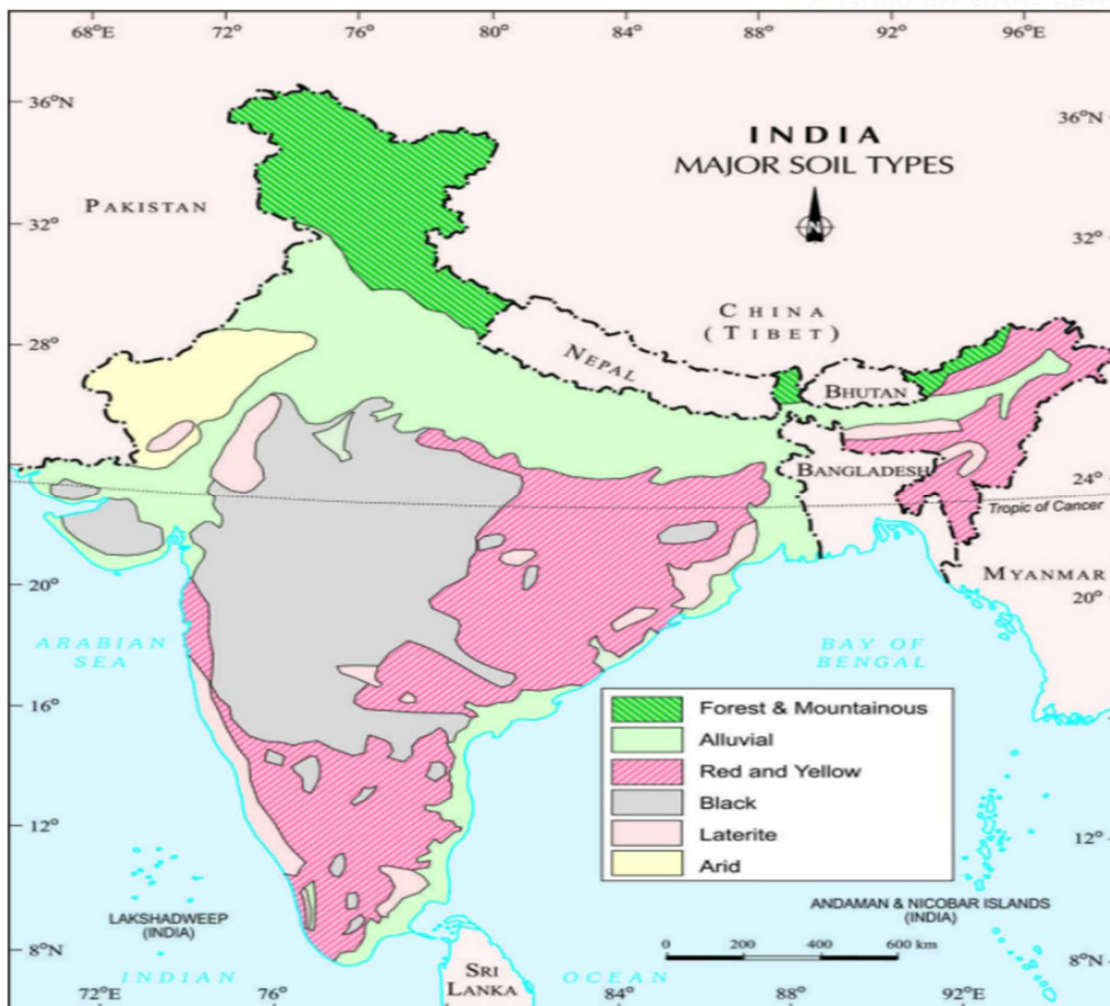 68°E 72° 76° 80° 84° 88° 92° 96°E
36°N
36°N
INDIA
MAJOR SOIL TYPES
N
PAKISTAN
32°
32°
CHINA
(TIBET)
28°
NEPAL
BHUTAN
BANGLADESH
24°
24°
Tropic of Cancer
MYANMAR
20°
20°
ARABIAN
SEA
BAY OF
BENGAL
16°
Forest & Mountainous
Alluvial
Red and Yellow
Black
Laterite
Arid
12°
12°
LAKSHADWEEP
(INDIA)
ANDAMAN & NICOBAR ISLANDS
(INDIA)
0 200 400 600 km
8°N
8°N
INDIAN OCEAN
SRI
LANKA
72°E 76° 84° 88° 92°E